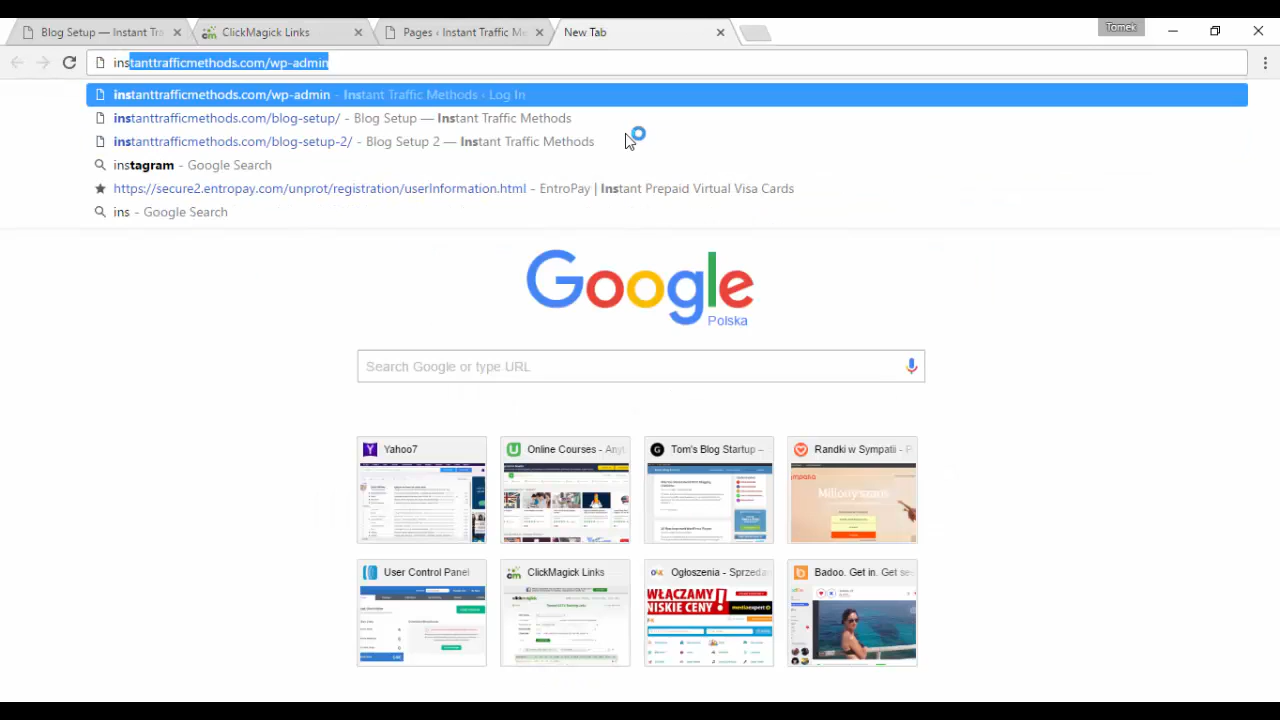 Blog Setup — Instant Tra
ClickMagick Links
Pages ‹ Instant Traffic Me
New Tab
Tomek
instanttrafficmethods.com/wp-admin
instanttrafficmethods.com/wp-admin - Instant Traffic Methods ‹ Log In
instanttrafficmethods.com/blog-setup/ - Blog Setup — Instant Traffic Methods
instanttrafficmethods.com/blog-setup-2/ - Blog Setup 2 — Instant Traffic Methods
instagram - Google Search
https://secure2.entropay.com/unprot/registration/userInformation.html - EntroPay | Instant Prepaid Virtual Visa Cards
ins - Google Search
Google
Polska
Search Google or type URL
Yahoo7
Online Courses - Anyt
Tom's Blog Startup –
Randki w Sympatii - P
User Control Panel
ClickMagick Links
Ogłoszenia - Sprzeda
Badoo. Get in. Get se
WŁĄCZAMY
NISKIE CENY!
mediaexpert